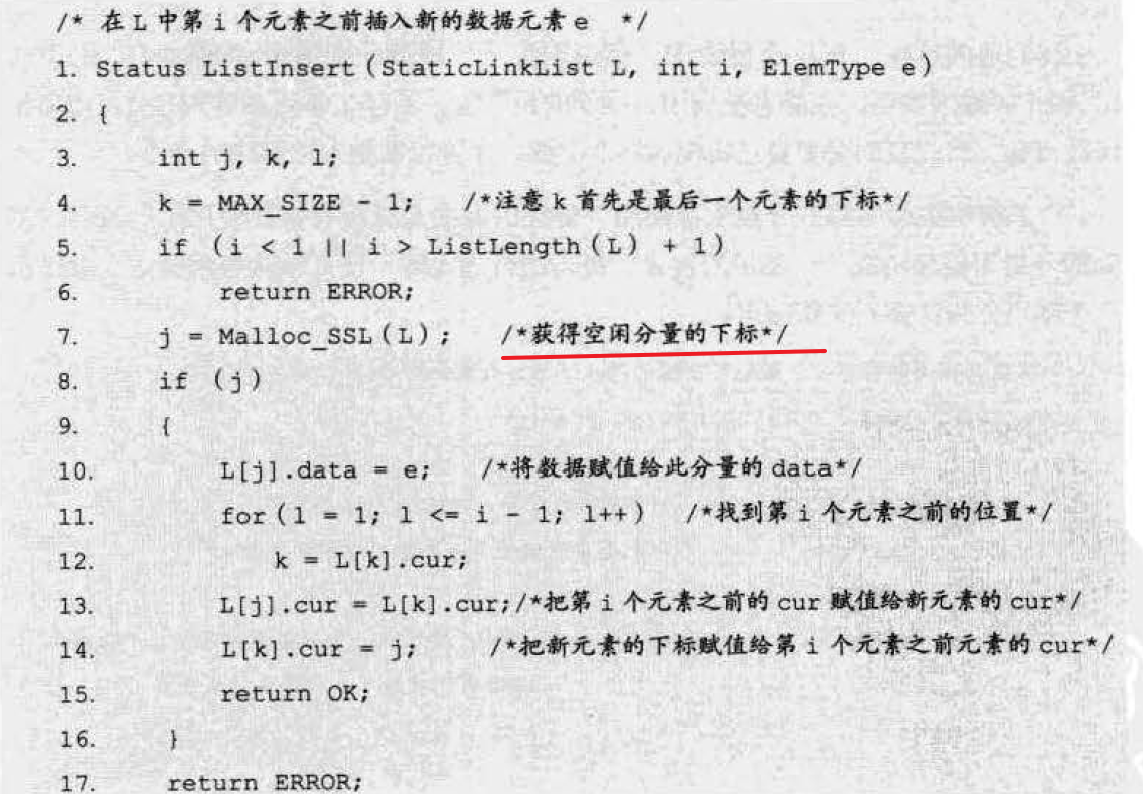 /* 在 L 中第 i 个元素之前插入新的数据元素 e */
1. Status ListInsert (StaticLinkList L, int i, ElemType e)
2. {
3. int j, k, l;
4. k = MAX_SIZE - 1; /*注意 k 首先是最后一个元素的下标*/
5. if (i < 1 || i > ListLength (L) + 1)
6. return ERROR;
7. j = Malloc_SSL (L); /*获得空闲分量的下标*/
8. if (j)
9. {
10. L[j].data = e; /*将数据赋值给此分量的 data*/
11. for (l = 1; l <= i - 1; l++) /*找到第 i 个元素之前的位置*/
12. k = L[k].cur;
13. L[j].cur = L[k].cur;/*把第 i 个元素之前的 cur 赋值给新元素的 cur*/
14. L[k].cur = j; /*把新元素的下标赋值给第 i 个元素之前元素的 cur*/
15. return OK;
16. }
17. return ERROR;